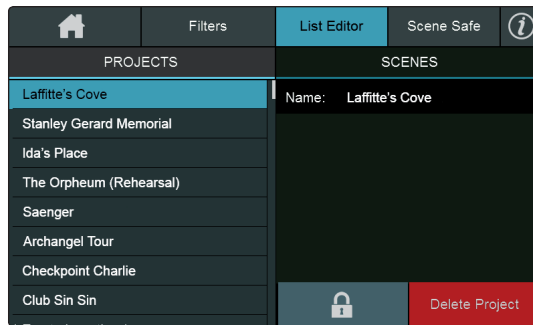 Filters
List Editor
Scene Safe
i
PROJECTS
SCENES
Laffitte's Cove
Stanley Gerard Memorial
Ida's Place
The Orpheum (Rehearsal)
Saenger
Archangel Tour
Checkpoint Charlie
Club Sin Sin
Name: Laffitte's Cove
Delete Project